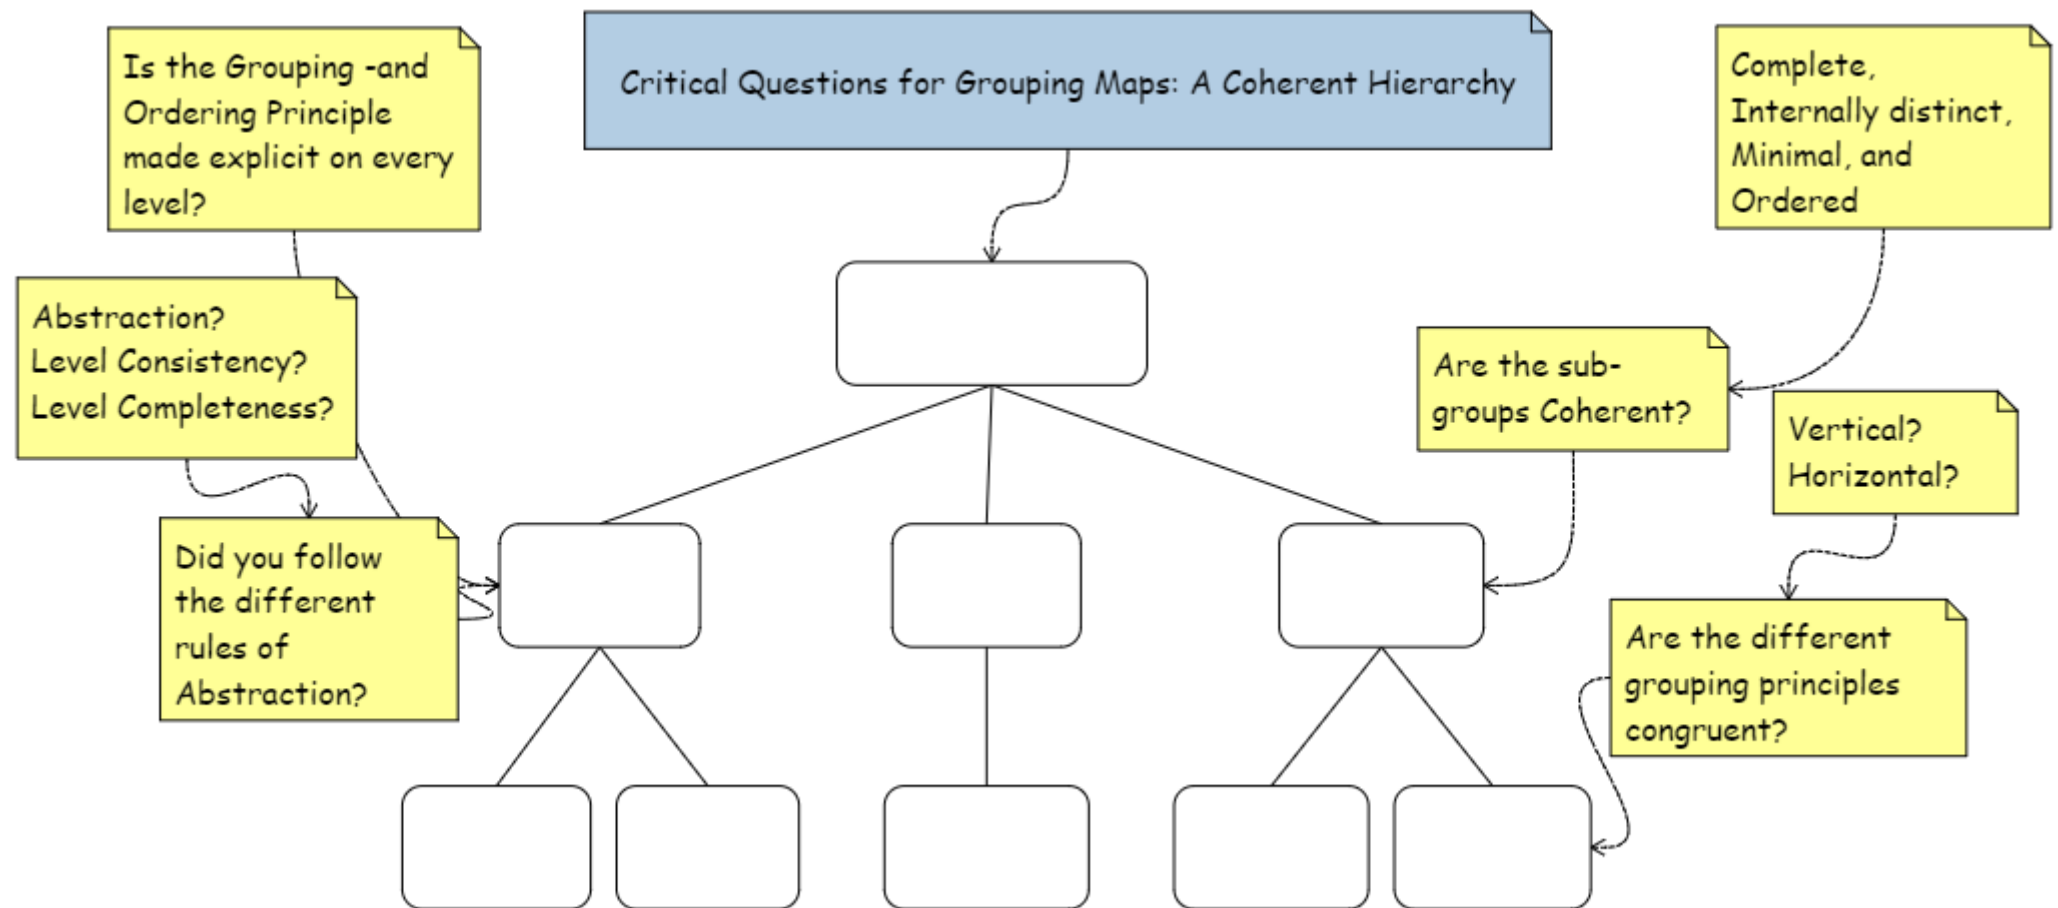 Critical Questions for Grouping Maps: A Coherent Hierarchy
Is the Grouping -and
Ordering Principle
made explicit on every
level?
Complete,
Internally distinct,
Minimal, and
Ordered
Abstraction?
Level Consistency?
Level Completeness?
Are the sub-
groups Coherent?
Vertical?
Horizontal?
Did you follow
the different
rules of
Abstraction?
Are the different
grouping principles
congruent?